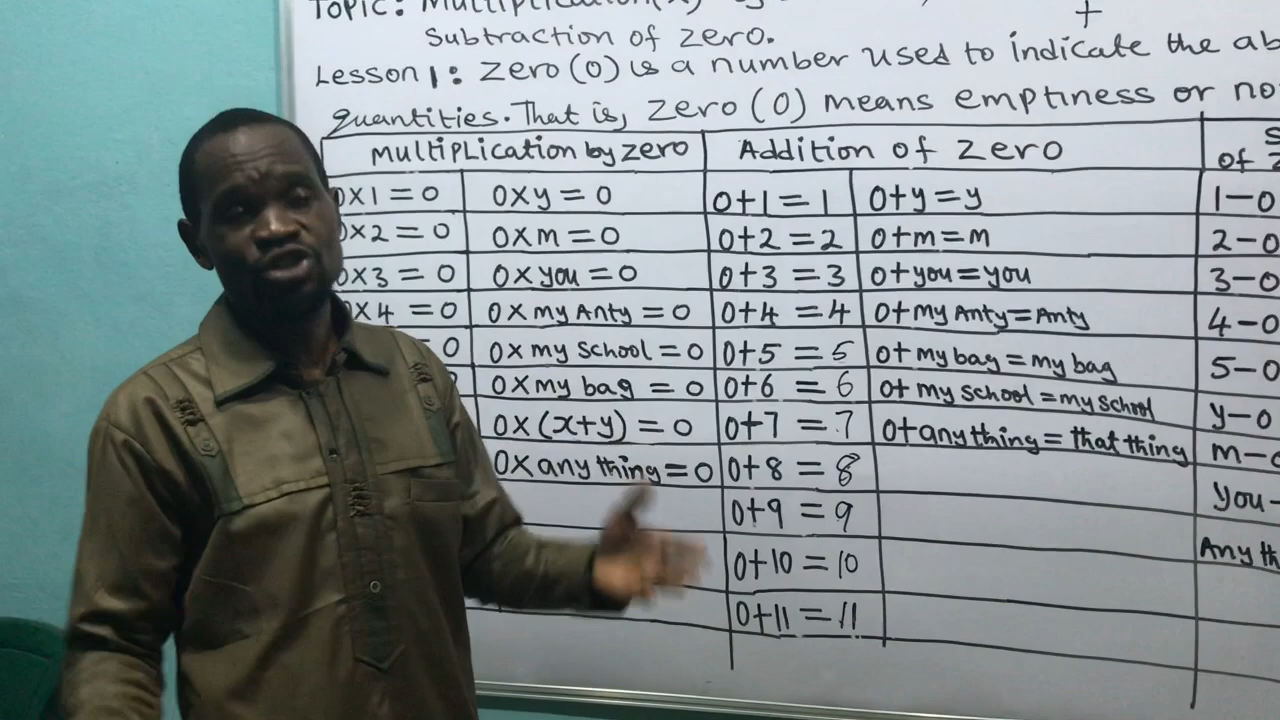 Topic: Multiplication(x)
+
Subtraction of zero.
Lesson 1: Zero (0) is a number used to indicate the
quantities. That is, Zero (0) means emptiness or
Multiplication by zero Addition of Zero
of
0x1=0 0xy=0 0+1=1 0+y=y 1-0
0x2=0 0xm=0 0+2=2 0+m=m 2-0
0x3=0 0xyou=0 0+3=3 0+you=you 3-0
0x4=0 0xmy Anty=0 0+4=4 0+my Anty=Anty 4-0
=0 0xmy school=0 0+5=5 0+my bag=my bag 5-0
0xmy bag=0 0+6=6 0+my school=my school y-0
0x(x+y)=0 0+7=7 0+anything=that thing m-0
0xany thing=0 0+8=8 you-
0+9=9
0+10=10 Any
0+11=11